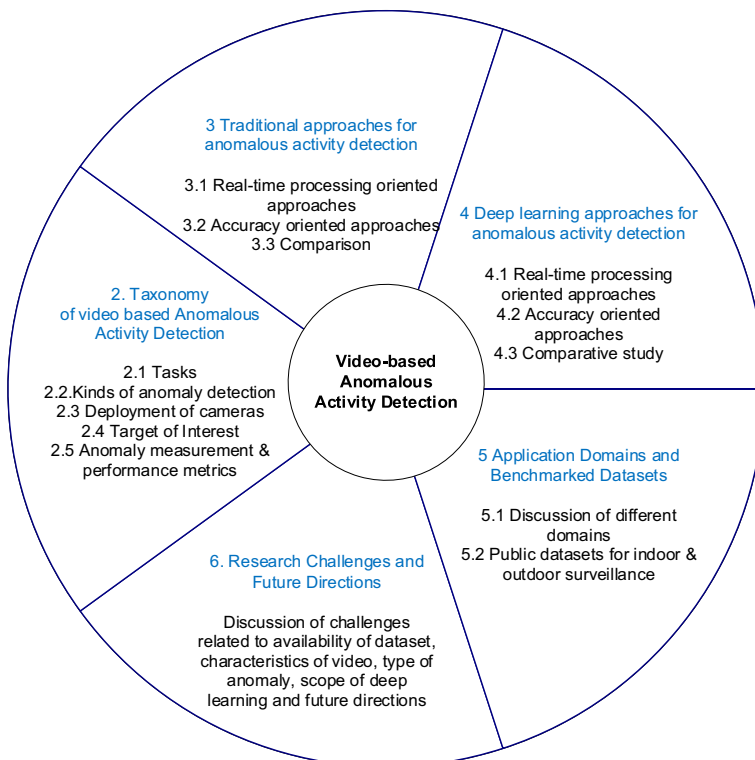 3 Traditional approaches for
anomalous activity detection
3.1 Real-time processing oriented
approaches
3.2 Accuracy oriented approaches
3.3 Comparison
4 Deep learning approaches for
anomalous activity detection
4.1 Real-time processing
oriented approaches
4.2 Accuracy oriented
approaches
4.3 Comparative study
2. Taxonomy
of video based Anomalous
Activity Detection
2.1 Tasks
2.2.Kinds of anomaly detection
2.3 Deployment of cameras
2.4 Target of Interest
2.5 Anomaly measurement &
performance metrics
Video-based
Anomalous
Activity Detection
5 Application Domains and
Benchmarked Datasets
5.1 Discussion of different
domains
5.2 Public datasets for indoor &
outdoor surveillance
6. Research Challenges and
Future Directions
Discussion of challenges
related to availability of dataset,
characteristics of video, type of
anomaly, scope of deep
learning and future directions